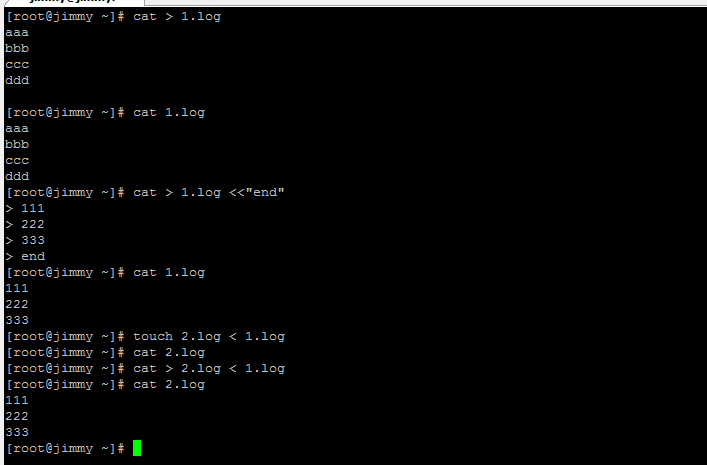 [root@jimmy ~]# cat > 1.log
aaa
bbb
ccc
ddd
[root@jimmy ~]# cat 1.log
aaa
bbb
ccc
ddd
[root@jimmy ~]# cat > 1.log <<"end"
> 111
> 222
> 333
> end
[root@jimmy ~]# cat 1.log
111
222
333
[root@jimmy ~]# touch 2.log < 1.log
[root@jimmy ~]# cat 2.log
[root@jimmy ~]# cat > 2.log < 1.log
[root@jimmy ~]# cat 2.log
111
222
333
[root@jimmy ~]#